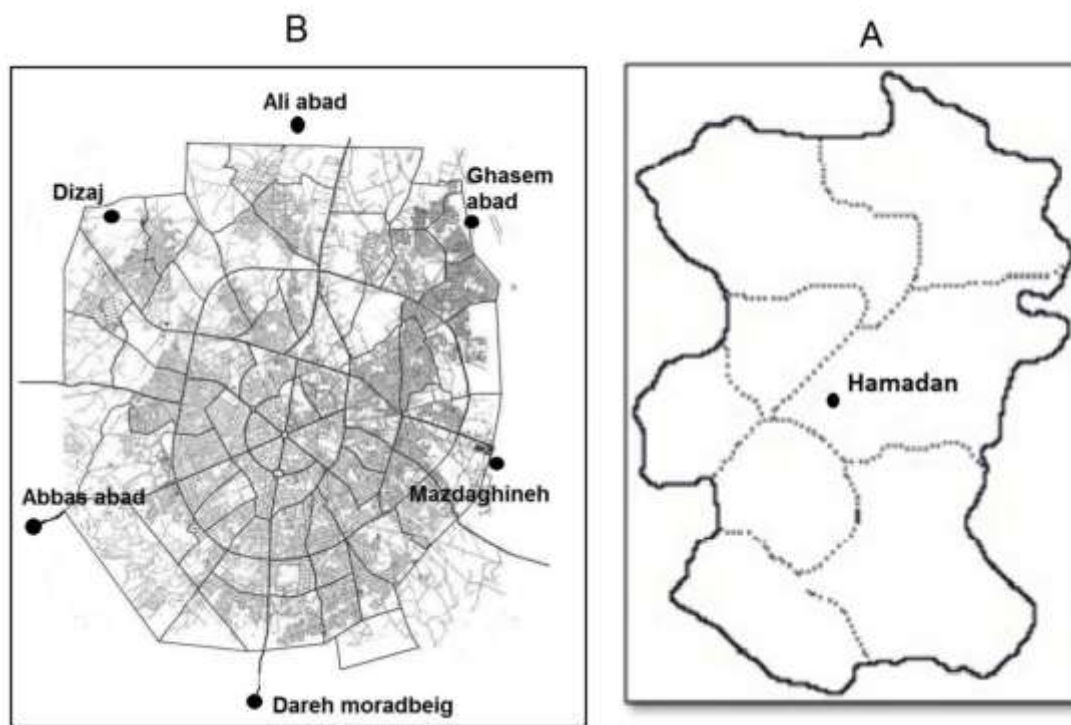 B
Ali abad
Ghasem
abad
Dizaj
Mazdaghineh
Abbas abad
Dareh moradbeig
A
Hamadan